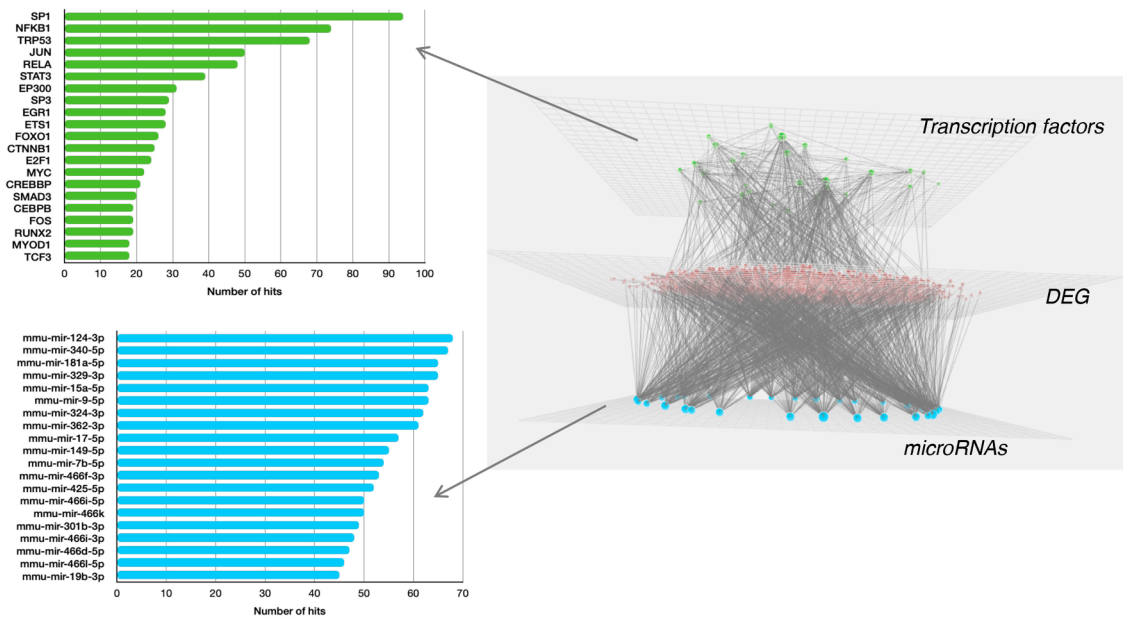 SP1
NFKB1
TRP53
JUN
RELA
STAT3
EP300
SP3
EGR1
ETS1
FOXO1
CTNNB1
E2F1
MYC
CREBBP
SMAD3
CEBPB
FOS
RUNX2
MYOD1
TCF3
0 10 20 30 40 50 60 70 80 90 100
Number of hits
Transcription factors
DEG
microRNAs
mmu-mir-124-3p
mmu-mir-340-5p
mmu-mir-181a-5p
mmu-mir-329-3p
mmu-mir-15a-5p
mmu-mir-9-5p
mmu-mir-324-3p
mmu-mir-362-3p
mmu-mir-17-5p
mmu-mir-149-5p
mmu-mir-7b-5p
mmu-mir-466f-3p
mmu-mir-425-5p
mmu-mir-466i-5p
mmu-mir-466k
mmu-mir-301b-3p
mmu-mir-466i-3p
mmu-mir-466d-5p
mmu-mir-466l-5p
mmu-mir-19b-3p
0 10 20 30 40 50 60 70
Number of hits